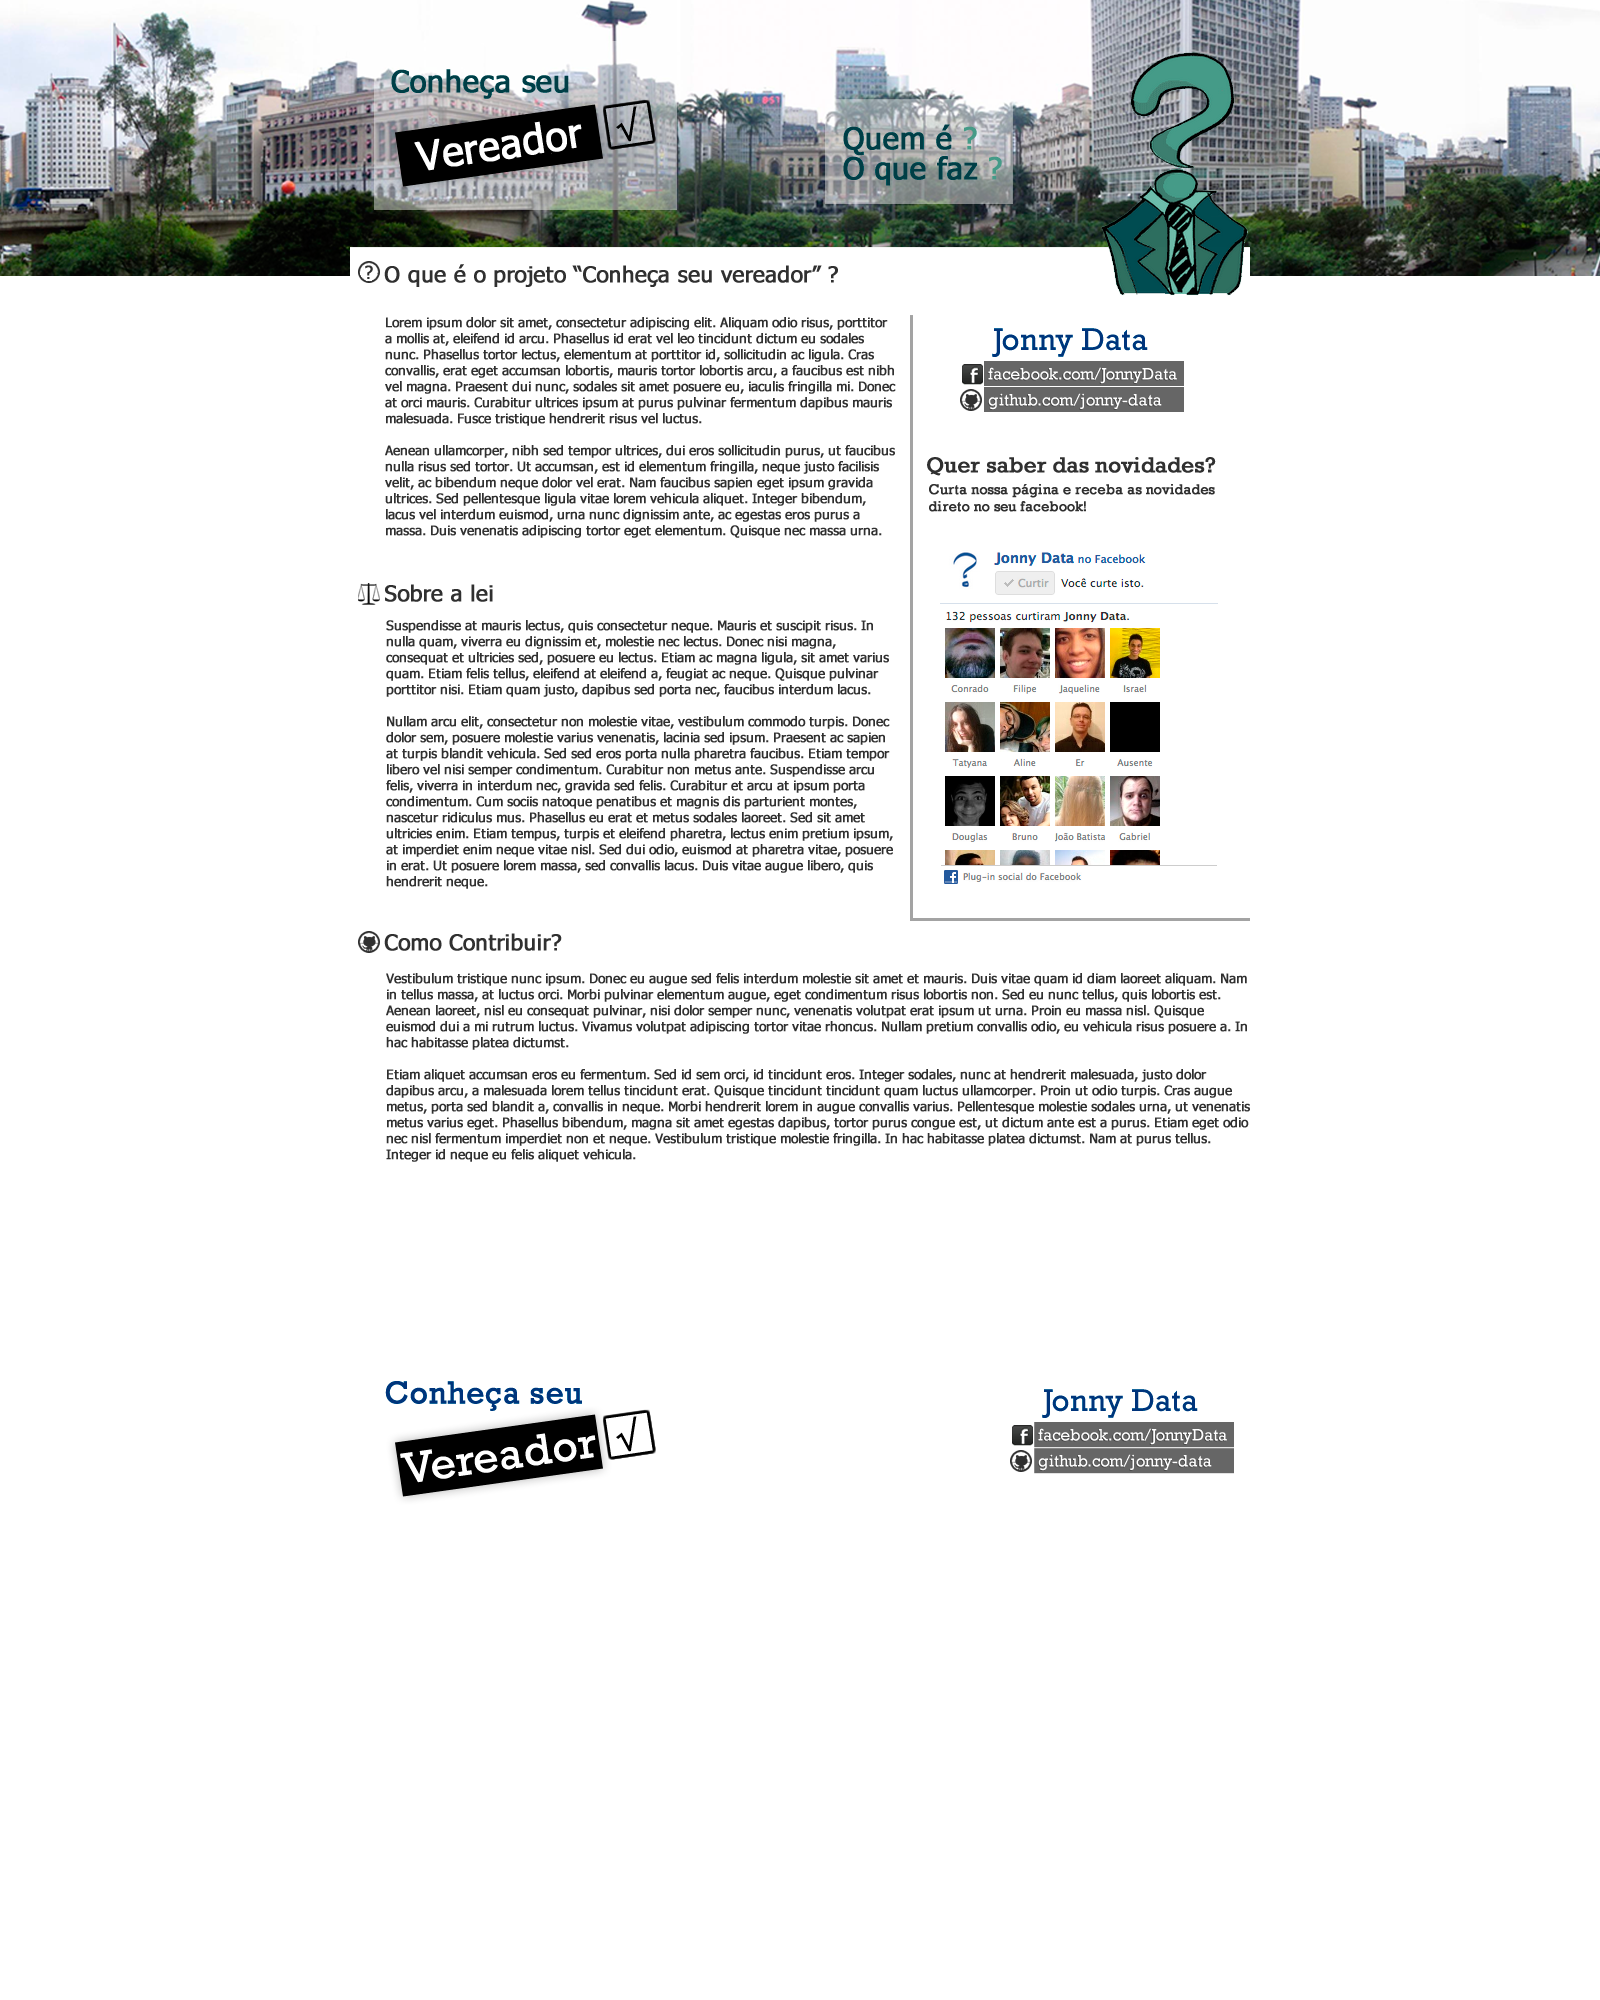 Conheça seu
Vereador
Quem é ?
O que faz ?
O que é o projeto “Conheça seu vereador” ?
Lorem ipsum dolor sit amet, consectetur adipiscing elit. Aliquam odio risus, porttitor
a mollis at, eleifend id arcu. Phasellus id erat vel leo tincidunt dictum eu sodales
nunc. Phasellus tortor lectus, elementum at porttitor id, sollicitudin ac ligula. Cras
convallis, erat eget accumsan lobortis, mauris tortor lobortis arcu, a faucibus est nibh
vel magna. Praesent dui nunc, sodales sit amet posuere eu, iaculis fringilla mi. Donec
at orci mauris. Curabitur ultrices ipsum at purus pulvinar fermentum dapibus mauris
malesuada. Fusce tristique hendrerit risus vel luctus.
Aenean ullamcorper, nibh sed tempor ultrices, dui eros sollicitudin purus, ut faucibus
nulla risus sed tortor. Ut accumsan, est id elementum fringilla, neque justo facilisis
velit, ac bibendum neque dolor vel erat. Nam faucibus sapien eget ipsum gravida
ultrices. Sed pellentesque ligula vitae lorem vehicula aliquet. Integer bibendum,
lacus vel interdum euismod, urna nunc dignissim ante, ac egestas eros purus a
massa. Duis venenatis adipiscing tortor eget elementum. Quisque nec massa urna.
Sobre a lei
Suspendisse at mauris lectus, quis consectetur neque. Mauris et suscipit risus. In
nulla quam, viverra eu dignissim et, molestie nec lectus. Donec nisi magna,
consequat et ultricies sed, posuere eu lectus. Etiam ac magna ligula, sit amet varius
quam. Etiam felis tellus, eleifend at eleifend a, feugiat ac neque. Quisque pulvinar
porttitor nisi. Etiam quam justo, dapibus sed porta nec, faucibus interdum lacus.
Nullam arcu elit, consectetur non molestie vitae, vestibulum commodo turpis. Donec
dolor sem, posuere molestie varius venenatis, lacinia sed ipsum. Praesent ac sapien
at turpis blandit vehicula. Sed sed eros porta nulla pharetra faucibus. Etiam tempor
libero vel nisi semper condimentum. Curabitur non metus ante. Suspendisse arcu
felis, viverra in interdum nec, gravida sed felis. Curabitur et arcu at ipsum porta
condimentum. Cum sociis natoque penatibus et magnis dis parturient montes,
nascetur ridiculus mus. Phasellus eu erat et metus sodales laoreet. Sed sit amet
ultricies enim. Etiam tempus, turpis et eleifend pharetra, lectus enim pretium ipsum,
at imperdiet enim neque vitae nisl. Sed dui odio, euismod at pharetra vitae, posuere
in erat. Ut posuere lorem massa, sed convallis lacus. Duis vitae augue libero, quis
hendrerit neque.
Jonny Data
facebook.com/JonnyData
github.com/jonny-data
Quer saber das novidades?
Curta nossa página e receba as novidades
direto no seu facebook!
Jonny Data no Facebook
Curtir Você curte isto.
132 pessoas curtiram Jonny Data.
Conrado Filipe Jaqueline Israel
Tatyana Aline Er Ausente
Douglas Bruno João Batista Gabriel
Plug-in social do Facebook
Como Contribuir?
Vestibulum tristique nunc ipsum. Donec eu augue sed felis interdum molestie sit amet et mauris. Duis vitae quam id diam laoreet aliquam. Nam
in tellus massa, at luctus orci. Morbi pulvinar elementum augue, eget condimentum risus lobortis non. Sed eu nunc tellus, quis lobortis est.
Aenean laoreet, nisl eu consequat pulvinar, nisi dolor semper nunc, venenatis volutpat erat ipsum ut urna. Proin eu massa nisl. Quisque
euismod dui a mi rutrum luctus. Vivamus volutpat adipiscing tortor vitae rhoncus. Nullam pretium convallis odio, eu vehicula risus posuere a. In
hac habitasse platea dictumst.
Etiam aliquet accumsan eros eu fermentum. Sed id sem orci, id tincidunt eros. Integer sodales, nunc at hendrerit malesuada, justo dolor
dapibus arcu, a malesuada lorem tellus tincidunt erat. Quisque tincidunt tincidunt quam luctus ullamcorper. Proin ut odio turpis. Cras augue
metus, porta sed blandit a, convallis in neque. Morbi hendrerit lorem in augue convallis varius. Pellentesque molestie sodales urna, ut venenatis
metus varius eget. Phasellus bibendum, magna sit amet egestas dapibus, tortor purus congue est, ut dictum ante est a purus. Etiam eget odio
nec nisl fermentum imperdiet non et neque. Vestibulum tristique molestie fringilla. In hac habitasse platea dictumst. Nam at purus tellus.
Integer id neque eu felis aliquet vehicula.
Conheça seu
Vereador
Jonny Data
facebook.com/JonnyData
github.com/jonny-data